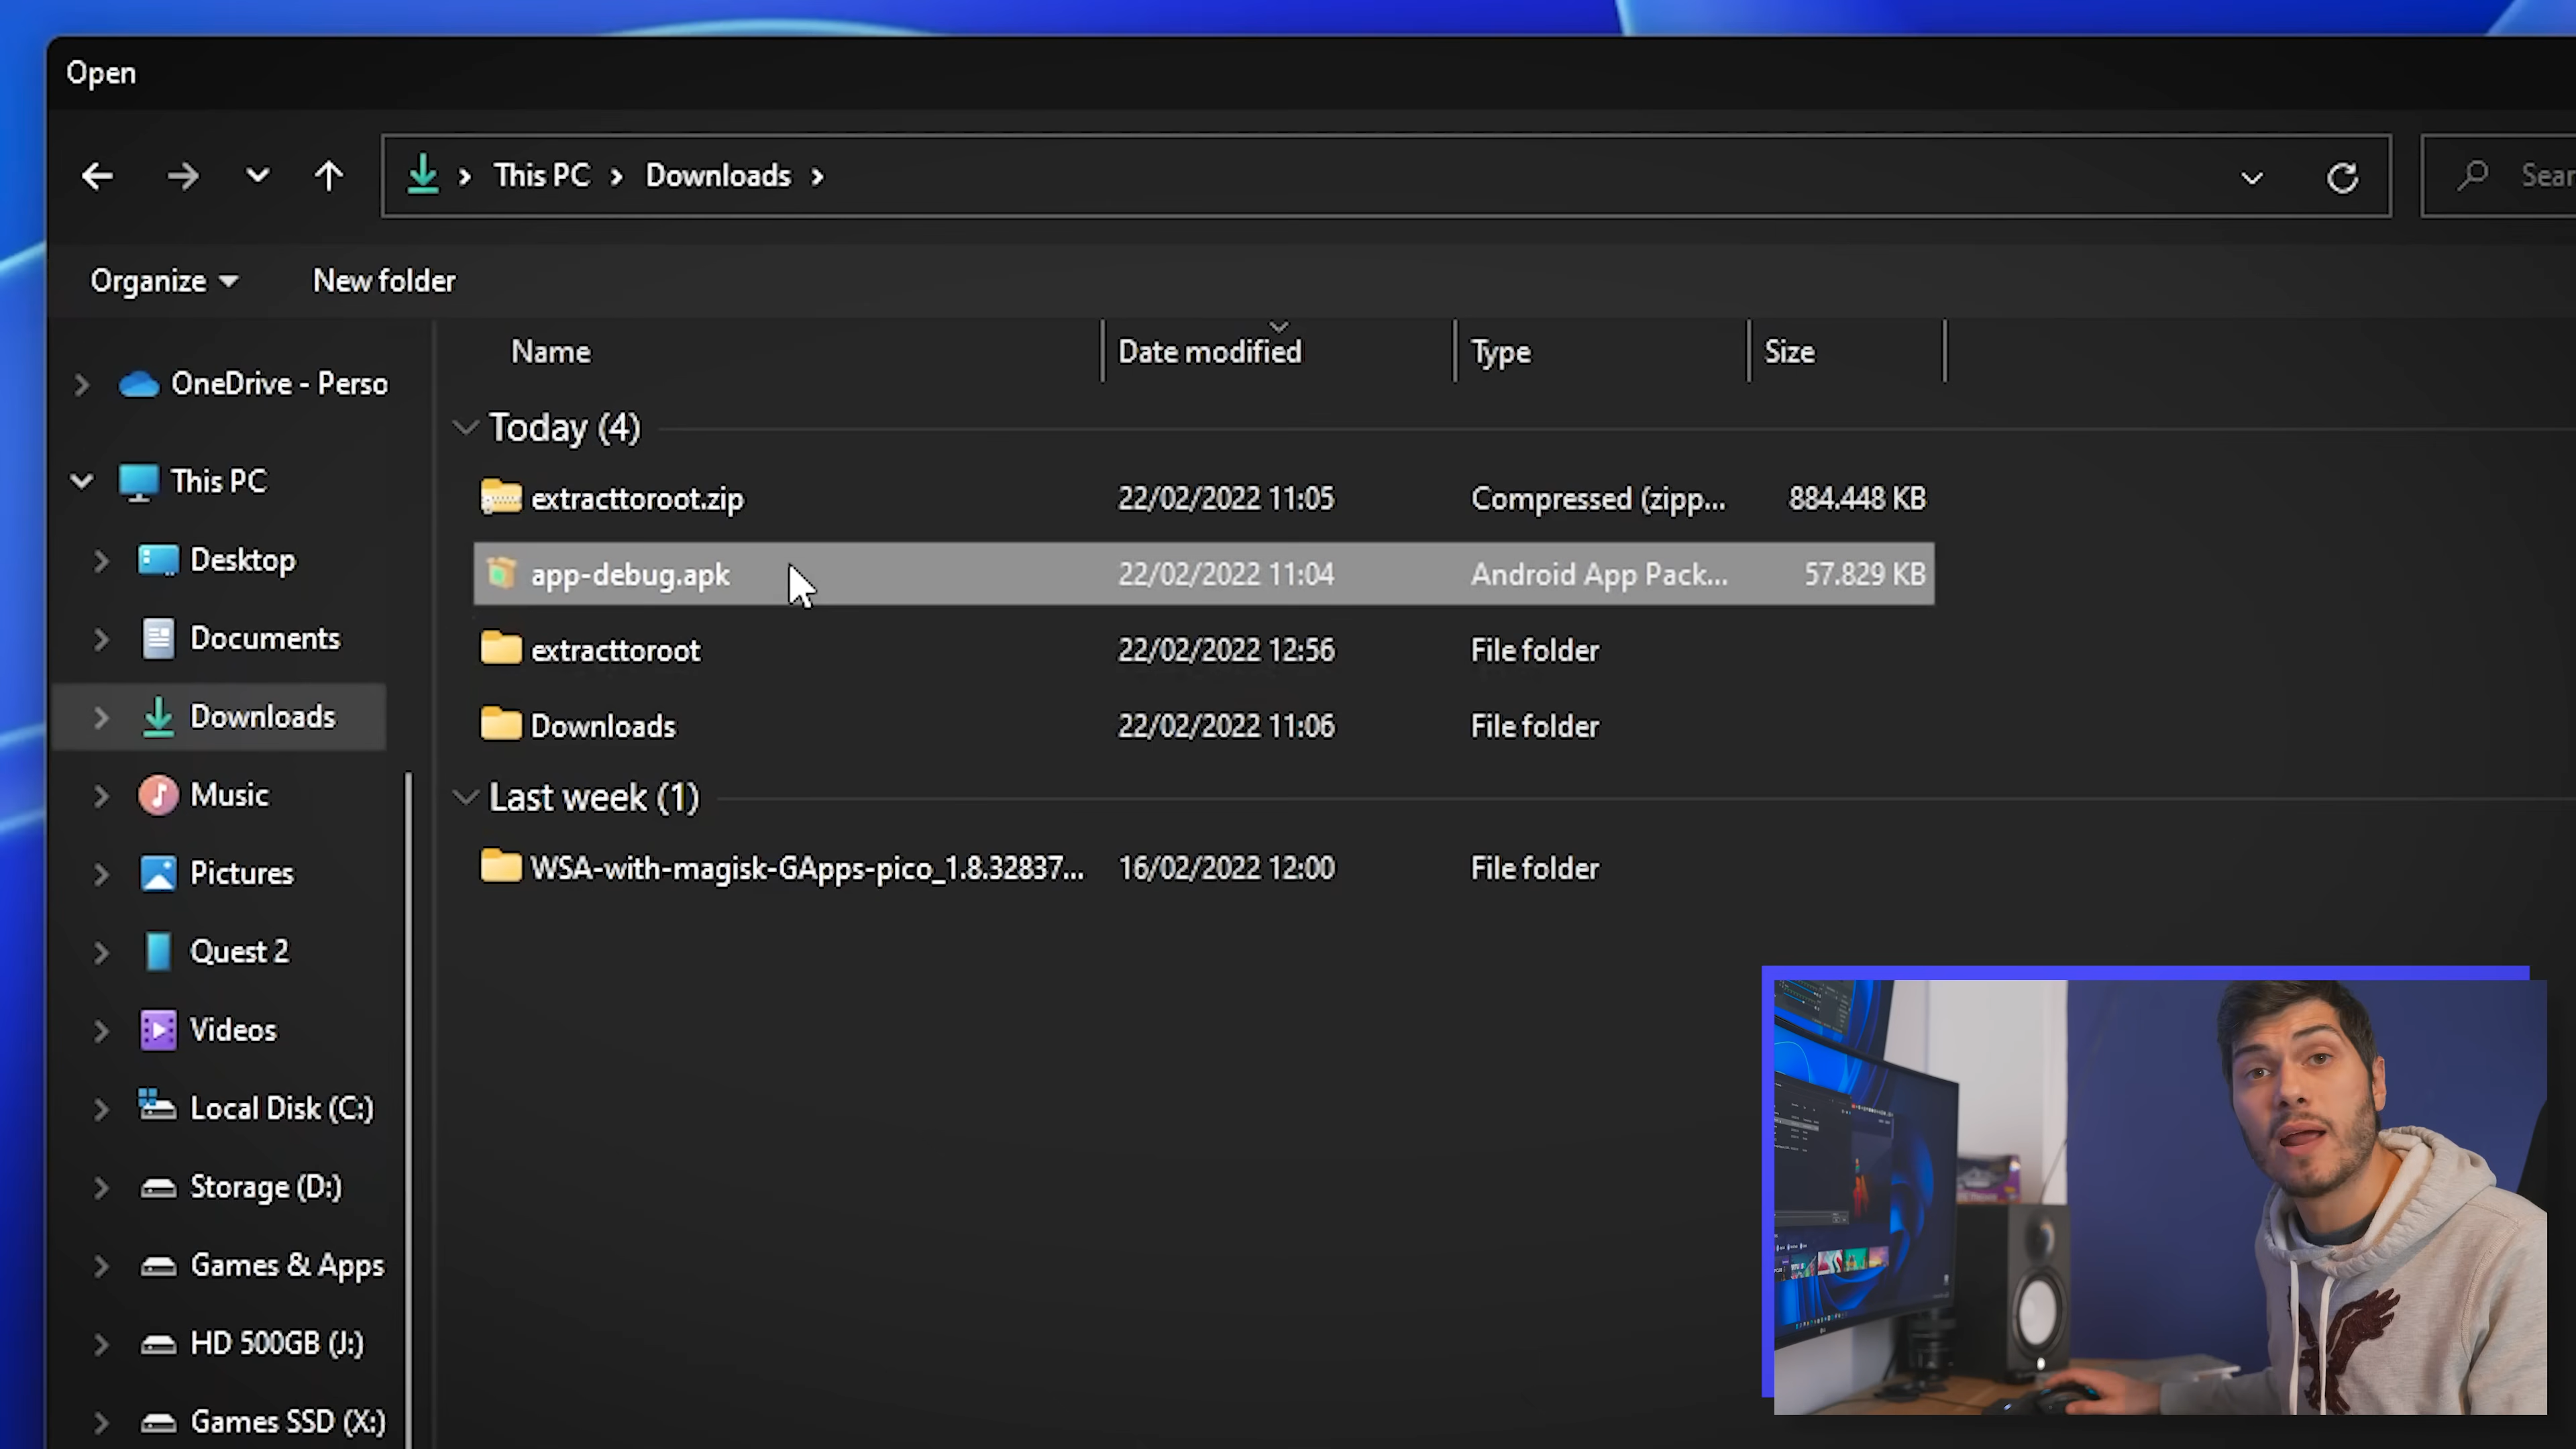 Open
This PC > Downloads >
Sear
Organize
New folder
Name
Date modified
Type
Size
OneDrive - Perso
This PC
Desktop
Documents
Downloads
Music
Pictures
Quest 2
Videos
Local Disk (C:)
Storage (D:)
Games & Apps
HD 500GB (J:)
Games SSD (X:)
Today (4)
extracttoroot.zip 22/02/2022 11:05 Compressed (zipp... 884.448 KB
app-debug.apk 22/02/2022 11:04 Android App Pack... 57.829 KB
extracttoroot 22/02/2022 12:56 File folder
Downloads 22/02/2022 11:06 File folder
Last week (1)
WSA-with-magisk-GApps-pico_1.8.32837... 16/02/2022 12:00 File folder